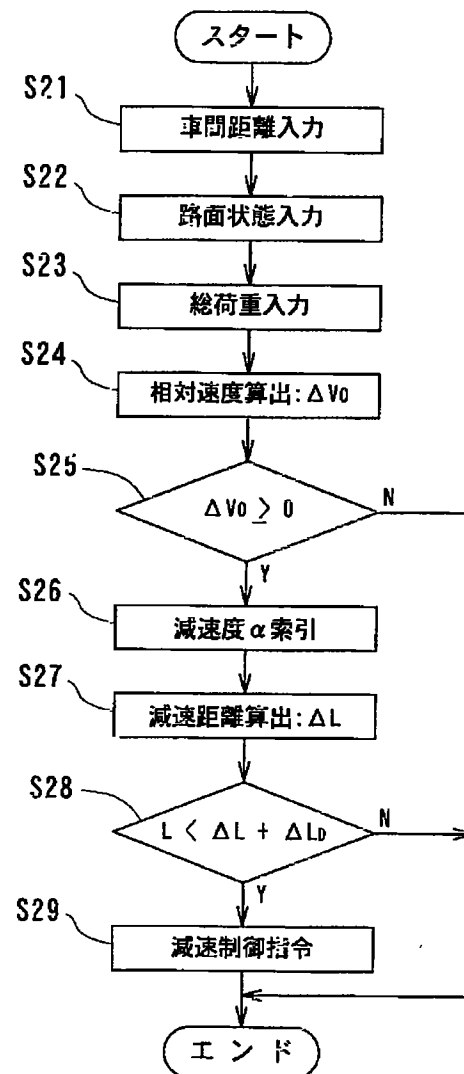 スタート
S21
車間距離入力
S22
路面状態入力
S23
総荷重入力
S24
相対速度算出:ΔV₀
S25
ΔV₀ ≧ 0
N
Y
S26
減速度α索引
S27
減速距離算出:ΔL
S28
L < ΔL + ΔL_D
N
Y
S29
減速制御指令
エンド